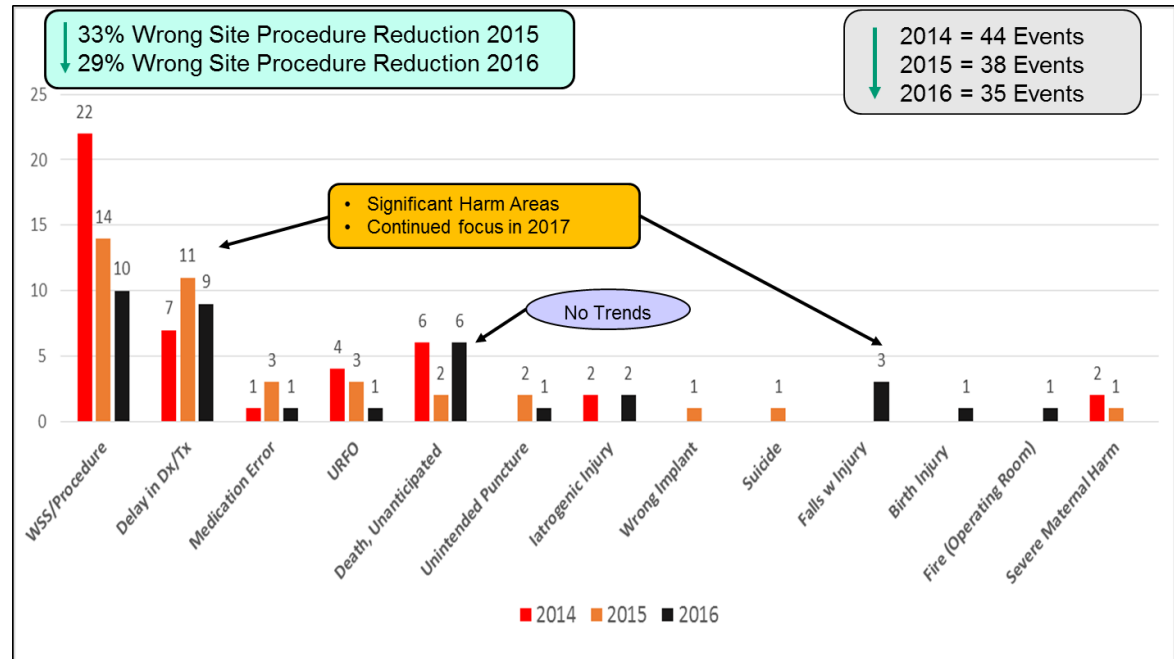 33% Wrong Site Procedure Reduction 2015
29% Wrong Site Procedure Reduction 2016
2014 = 44 Events
2015 = 38 Events
2016 = 35 Events
• Significant Harm Areas
• Continued focus in 2017
No Trends
25
20
15
10
5
0
22
14
10
7
11
9
1
3
1
4
3
1
6
2
6
2
1
2
2
1
1
3
1
1
2
1
WSS/Procedure
Delay in Dx/Tx
Medication Error
URFO
Death, Unanticipated
Unintended Puncture
Iatrogenic Injury
Wrong Implant
Suicide
Falls w Injury
Birth Injury
Fire (Operating Room)
Severe Maternal Harm
2014 2015 2016